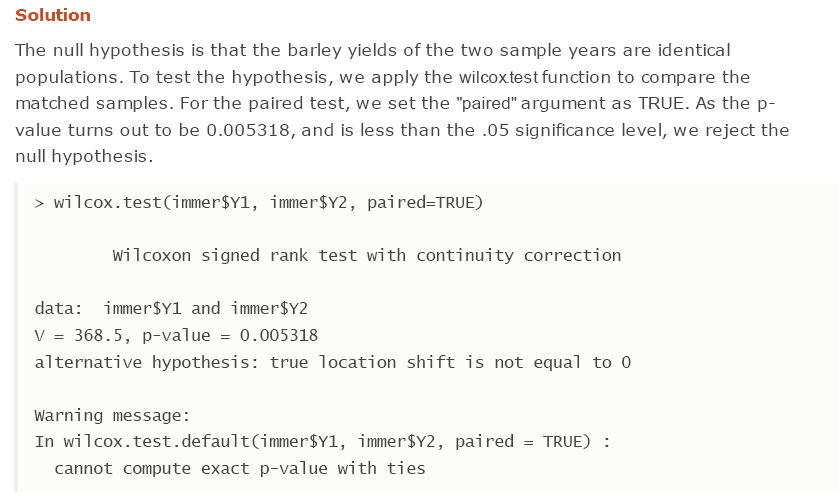 Solution
The null hypothesis is that the barley yields of the two sample years are identical
populations. To test the hypothesis, we apply the wilcox.test function to compare the
matched samples. For the paired test, we set the "paired" argument as TRUE. As the p-
value turns out to be 0.005318, and is less than the .05 significance level, we reject the
null hypothesis.
> wilcox.test(immer$Y1, immer$Y2, paired=TRUE)
Wilcoxon signed rank test with continuity correction
data:  immer$Y1 and immer$Y2
V = 368.5, p-value = 0.005318
alternative hypothesis: true location shift is not equal to 0
Warning message:
In wilcox.test.default(immer$Y1, immer$Y2, paired = TRUE) :
cannot compute exact p-value with ties